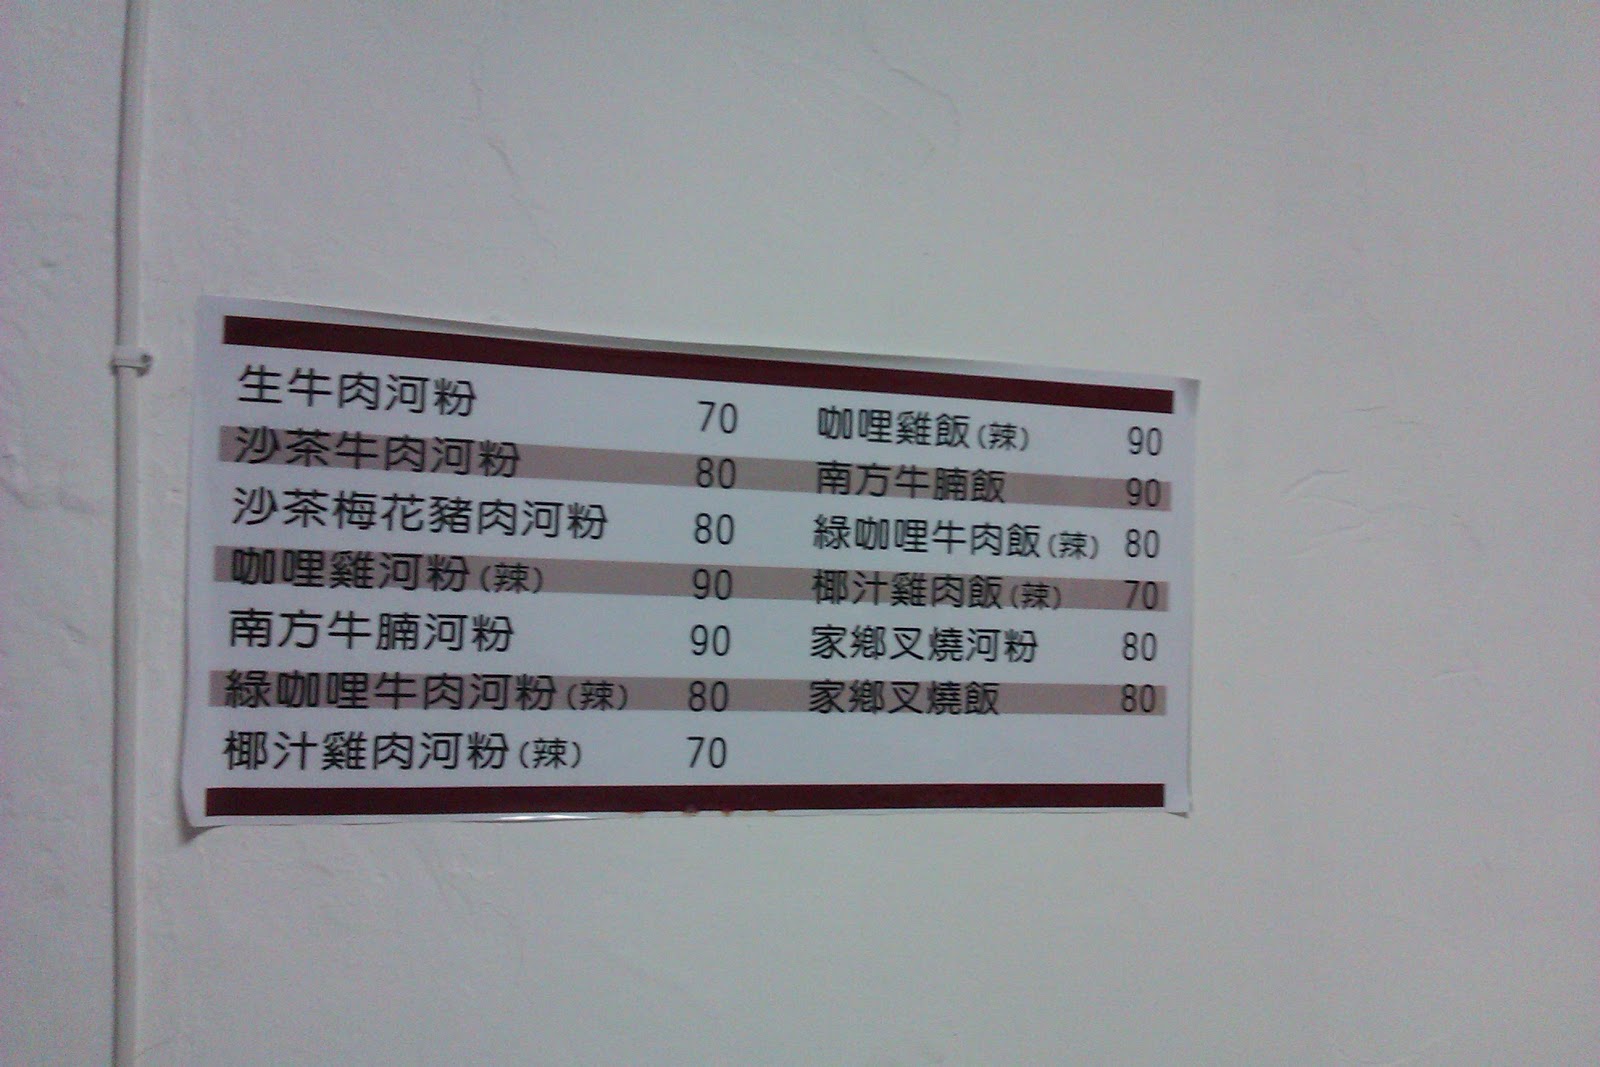 生牛肉河粉 70
沙茶牛肉河粉 80
沙茶梅花豬肉河粉 80
咖哩雞河粉(辣) 90
南方牛腩河粉 90
綠咖哩牛肉河粉(辣) 80
椰汁雞肉河粉(辣) 70
咖哩雞飯(辣) 90
南方牛腩飯 90
綠咖哩牛肉飯(辣) 80
椰汁雞肉飯(辣) 70
家鄉叉燒河粉 80
家鄉叉燒飯 80